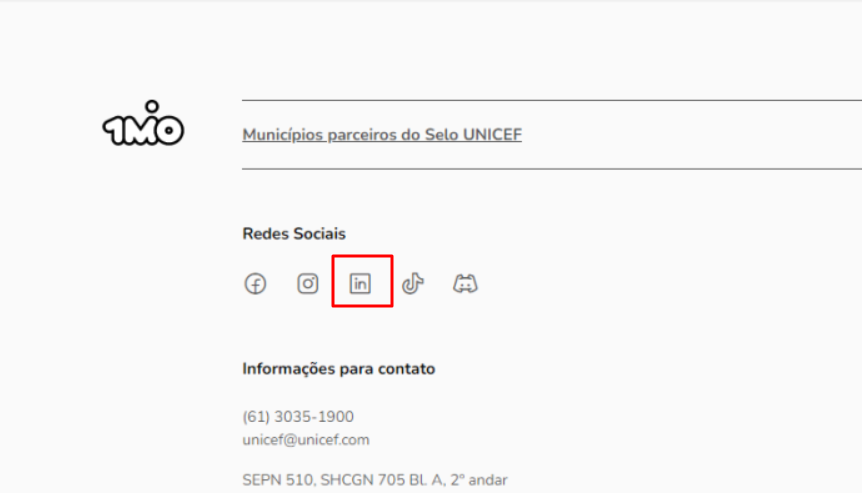 1MiO
Municípios parceiros do Selo UNICEF
Redes Sociais
in
Informações para contato
(61) 3035-1900
unicef@unicef.com
SEPN 510, SHCGN 705 Bl. A, 2º andar